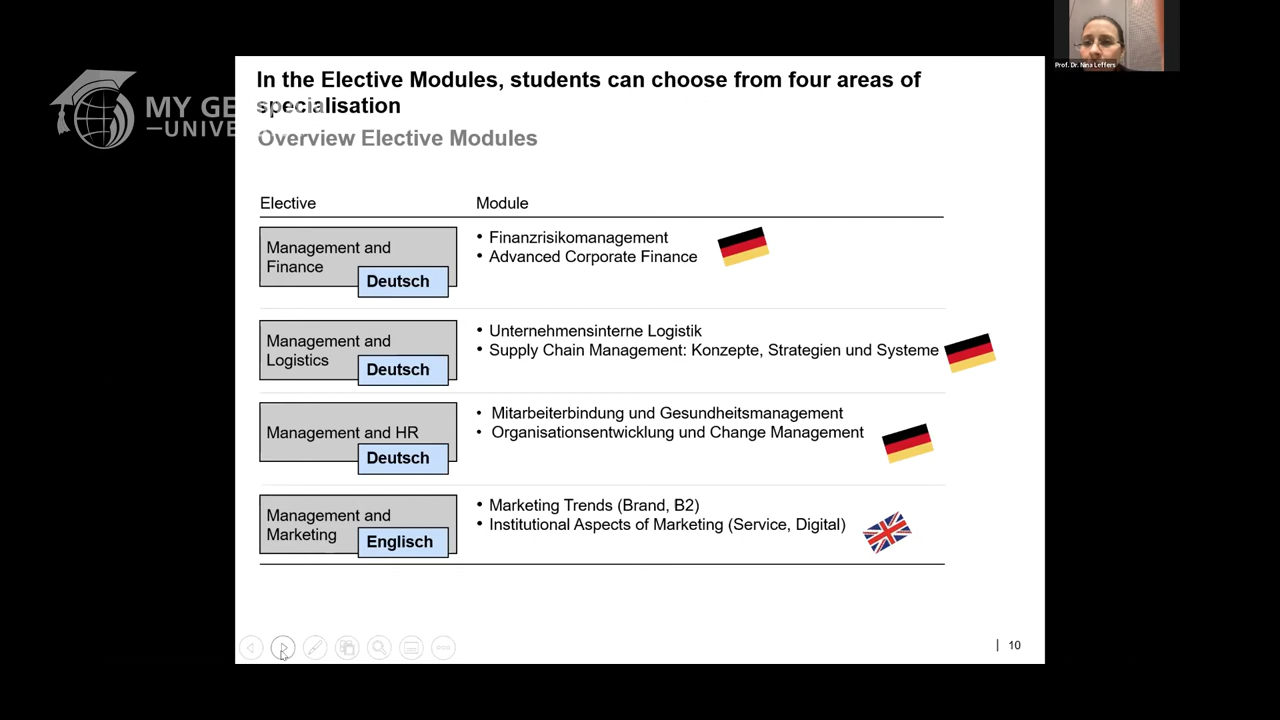 Prof. Dr. Nina Loffers
In the Elective Modules, students can choose from four areas of
specialisation
MY GE
UNIVE
Overview Elective Modules
Elective
Module
Management and
Finance
Deutsch
• Finanzrisikomanagement
• Advanced Corporate Finance
Management and
Logistics
Deutsch
• Unternehmensinterne Logistik
• Supply Chain Management: Konzepte, Strategien und Systeme
Management and HR
Deutsch
• Mitarbeiterbindung und Gesundheitsmanagement
• Organisationsentwicklung und Change Management
Management and
Marketing
Englisch
• Marketing Trends (Brand, B2)
• Institutional Aspects of Marketing (Service, Digital)
| 10